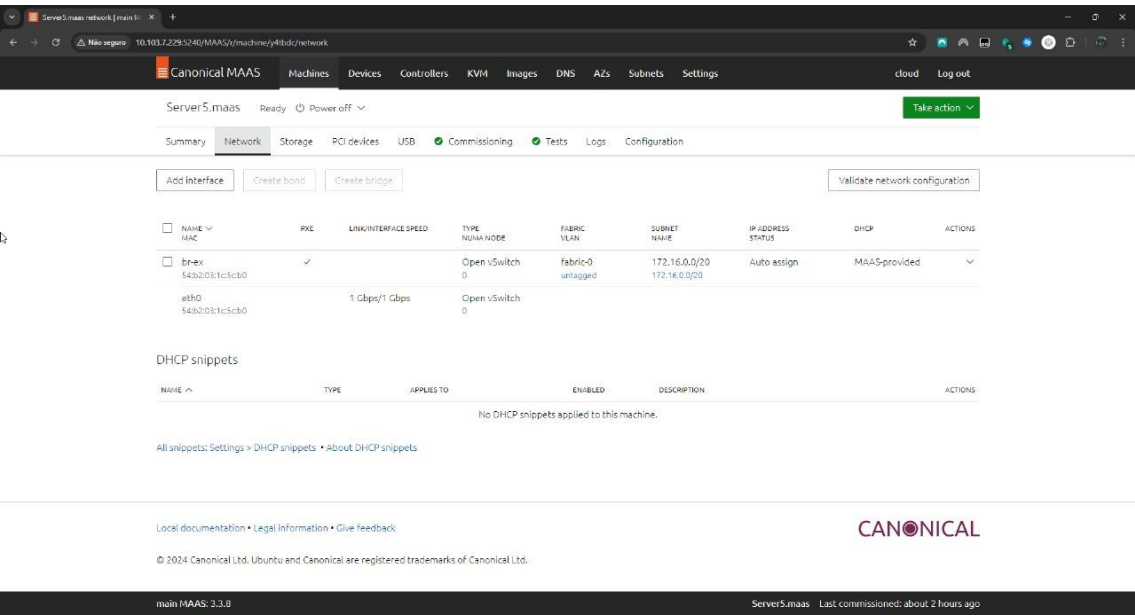 Server5.maas network | main M
Não seguro 10.103.7.229:5240/MAAS/r/machine/y4tbdc/network
Canonical MAAS Machines Devices Controllers KVM Images DNS AZs Subnets Settings cloud Log out
Server5.maas Ready Power off Take action
Summary Network Storage PCI devices USB Commissioning Tests Logs Configuration
Add interface Create bond Create bridge Validate network configuration
NAME PXE LINK/INTERFACE SPEED TYPE FABRIC SUBNET IP ADDRESS DHCP ACTIONS
MAC NUMA NODE VLAN NAME STATUS
br-ex Open vSwitch fabric-0 172.16.0.0/20 Auto assign MAAS-provided
54:b2:03:1c:5c:b0 0 untagged 172.16.0.0/20
eth0 1 Gbps/1 Gbps Open vSwitch
54:b2:03:1c:5c:b0 0
DHCP snippets
NAME TYPE APPLIES TO ENABLED DESCRIPTION ACTIONS
No DHCP snippets applied to this machine.
All snippets: Settings > DHCP snippets • About DHCP snippets
Local documentation • Legal information • Give feedback
CANONICAL
© 2024 Canonical Ltd. Ubuntu and Canonical are registered trademarks of Canonical Ltd.
main MAAS: 3.3.8 Server5.maas Last commissioned: about 2 hours ago